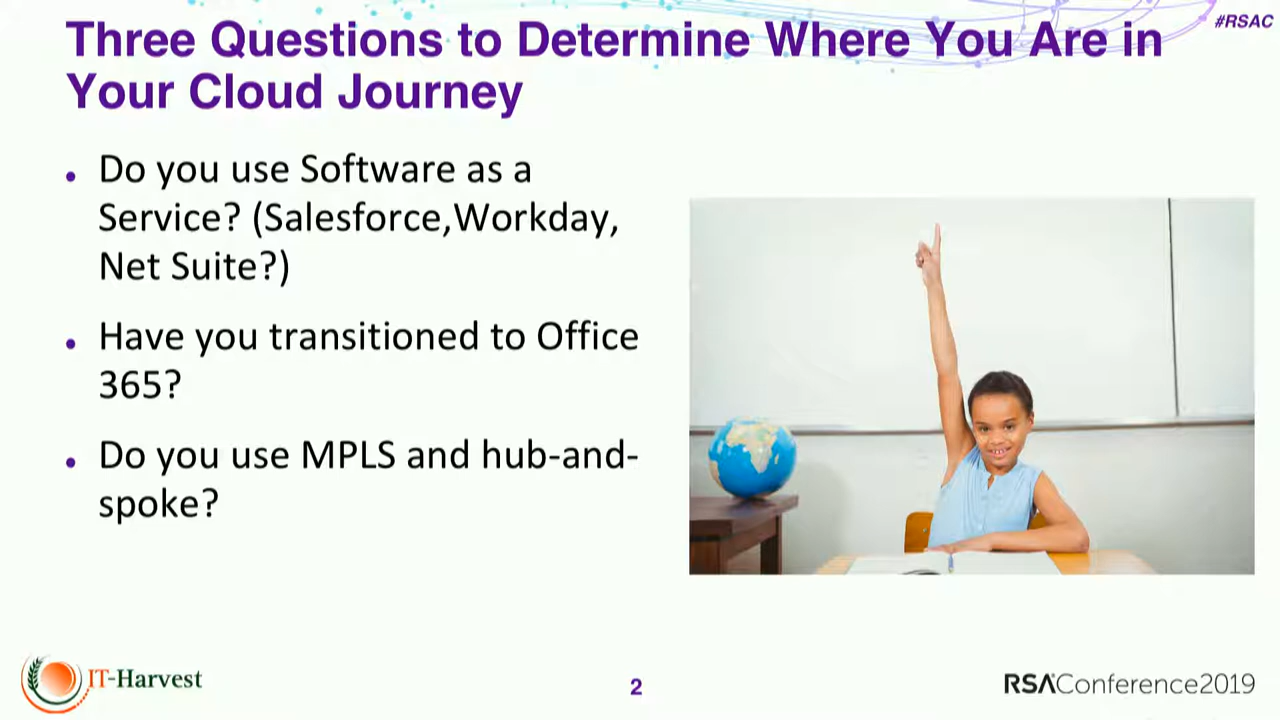 #RSAC
Three Questions to Determine Where You Are in
Your Cloud Journey
• Do you use Software as a
Service? (Salesforce,Workday,
Net Suite?)
• Have you transitioned to Office
365?
• Do you use MPLS and hub-and-
spoke?
IT-Harvest
2
RSAConference2019